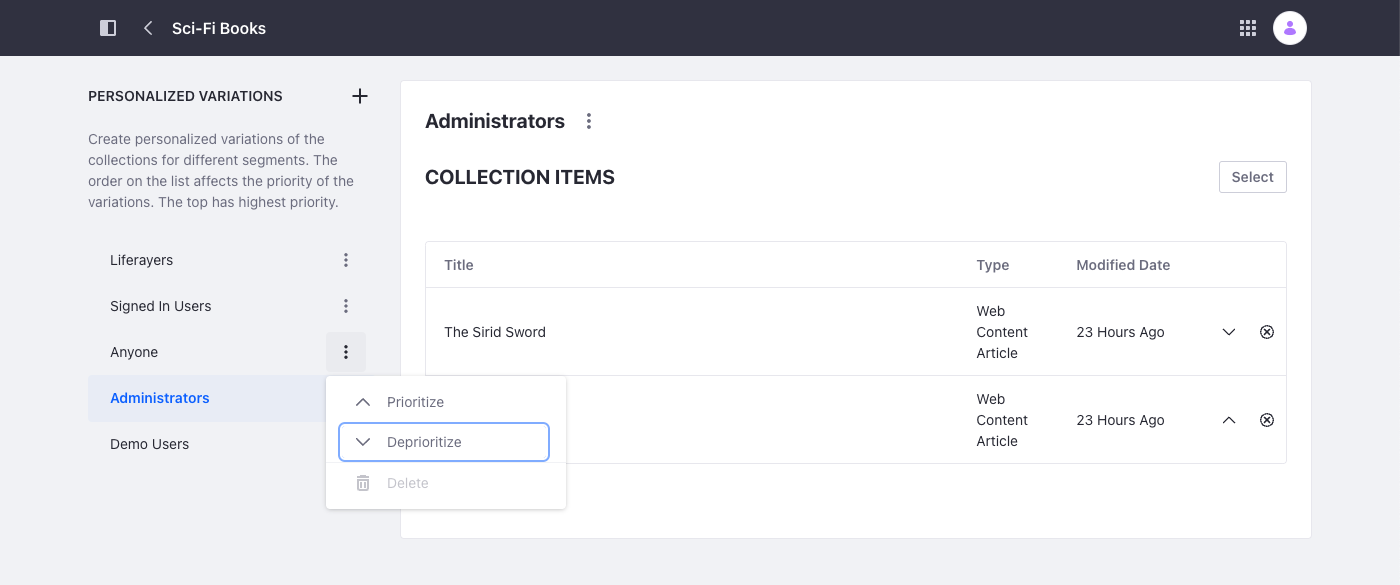 Sci-Fi Books
PERSONALIZED VARIATIONS
Create personalized variations of the
collections for different segments. The
order on the list affects the priority of the
variations. The top has highest priority.
Liferayers
Signed In Users
Anyone
Administrators
Demo Users
Prioritize
Deprioritize
Delete
Administrators
COLLECTION ITEMS
Select
Title Type Modified Date
The Sirid Sword
Web
Content
Article
23 Hours Ago
Web
Content
Article
23 Hours Ago